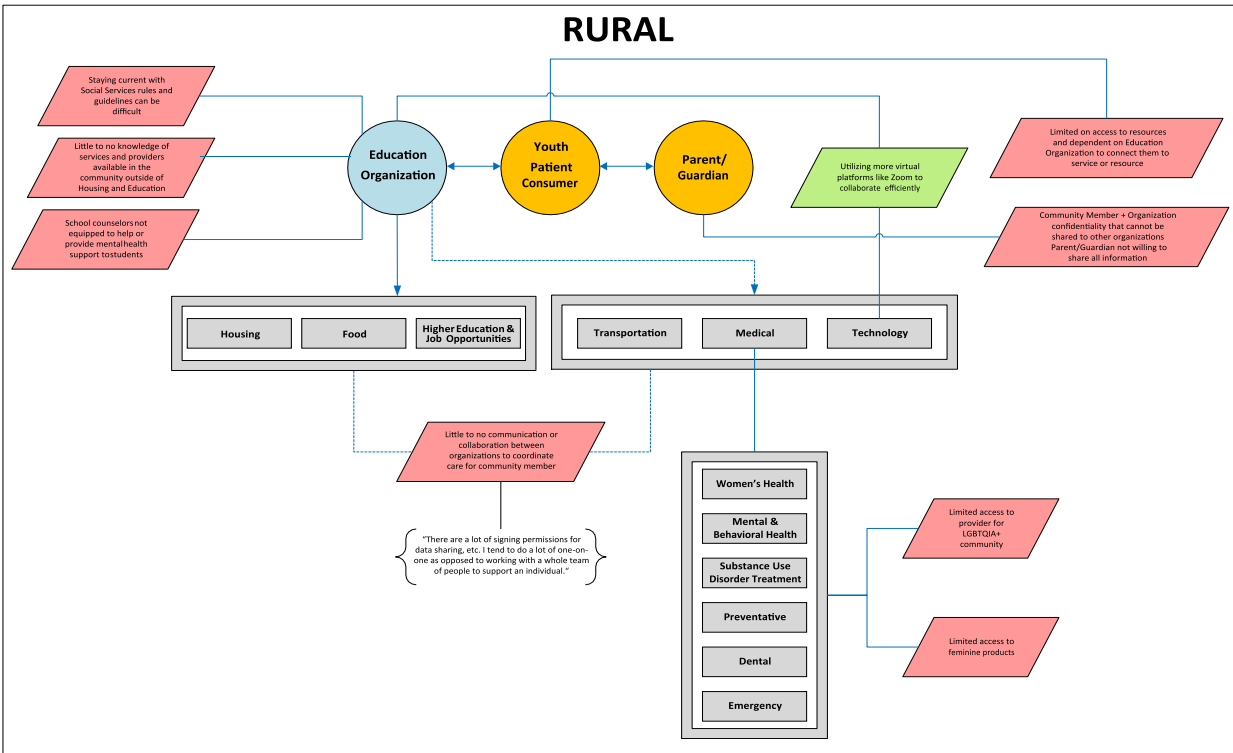 RURAL
Staying current with
Social Services rules and
guidelines can be
difficult
Little to no knowledge of
services and providers
available in the
community outside of
Housing and Education
School counselors not
equipped to help or
provide mental health
support tostudents
Education
Organization
Youth
Patient
Consumer
Parent/
Guardian
Utilizing more virtual
platforms like Zoom to
collaborate efficiently
Limited on access to resources
and dependent on Education
Organization to connect them to
service or resource
Community Member + Organization
confidentiality that cannot be
shared to other organizations
Parent/Guardian not willing to
share all information
Housing
Food
Higher Education &
Job Opportunities
Transportation
Medical
Technology
Little to no communication or
collaboration between
organizations to coordinate
care for community member
"There are a lot of signing permissions for
data sharing, etc. I tend to do a lot of one-on-
one as opposed to working with a whole team
of people to support an individual."
Women's Health
Mental &
Behavioral Health
Substance Use
Disorder Treatment
Preventative
Dental
Emergency
Limited access to
provider for
LGBTQIA+
community
Limited access to
feminine products